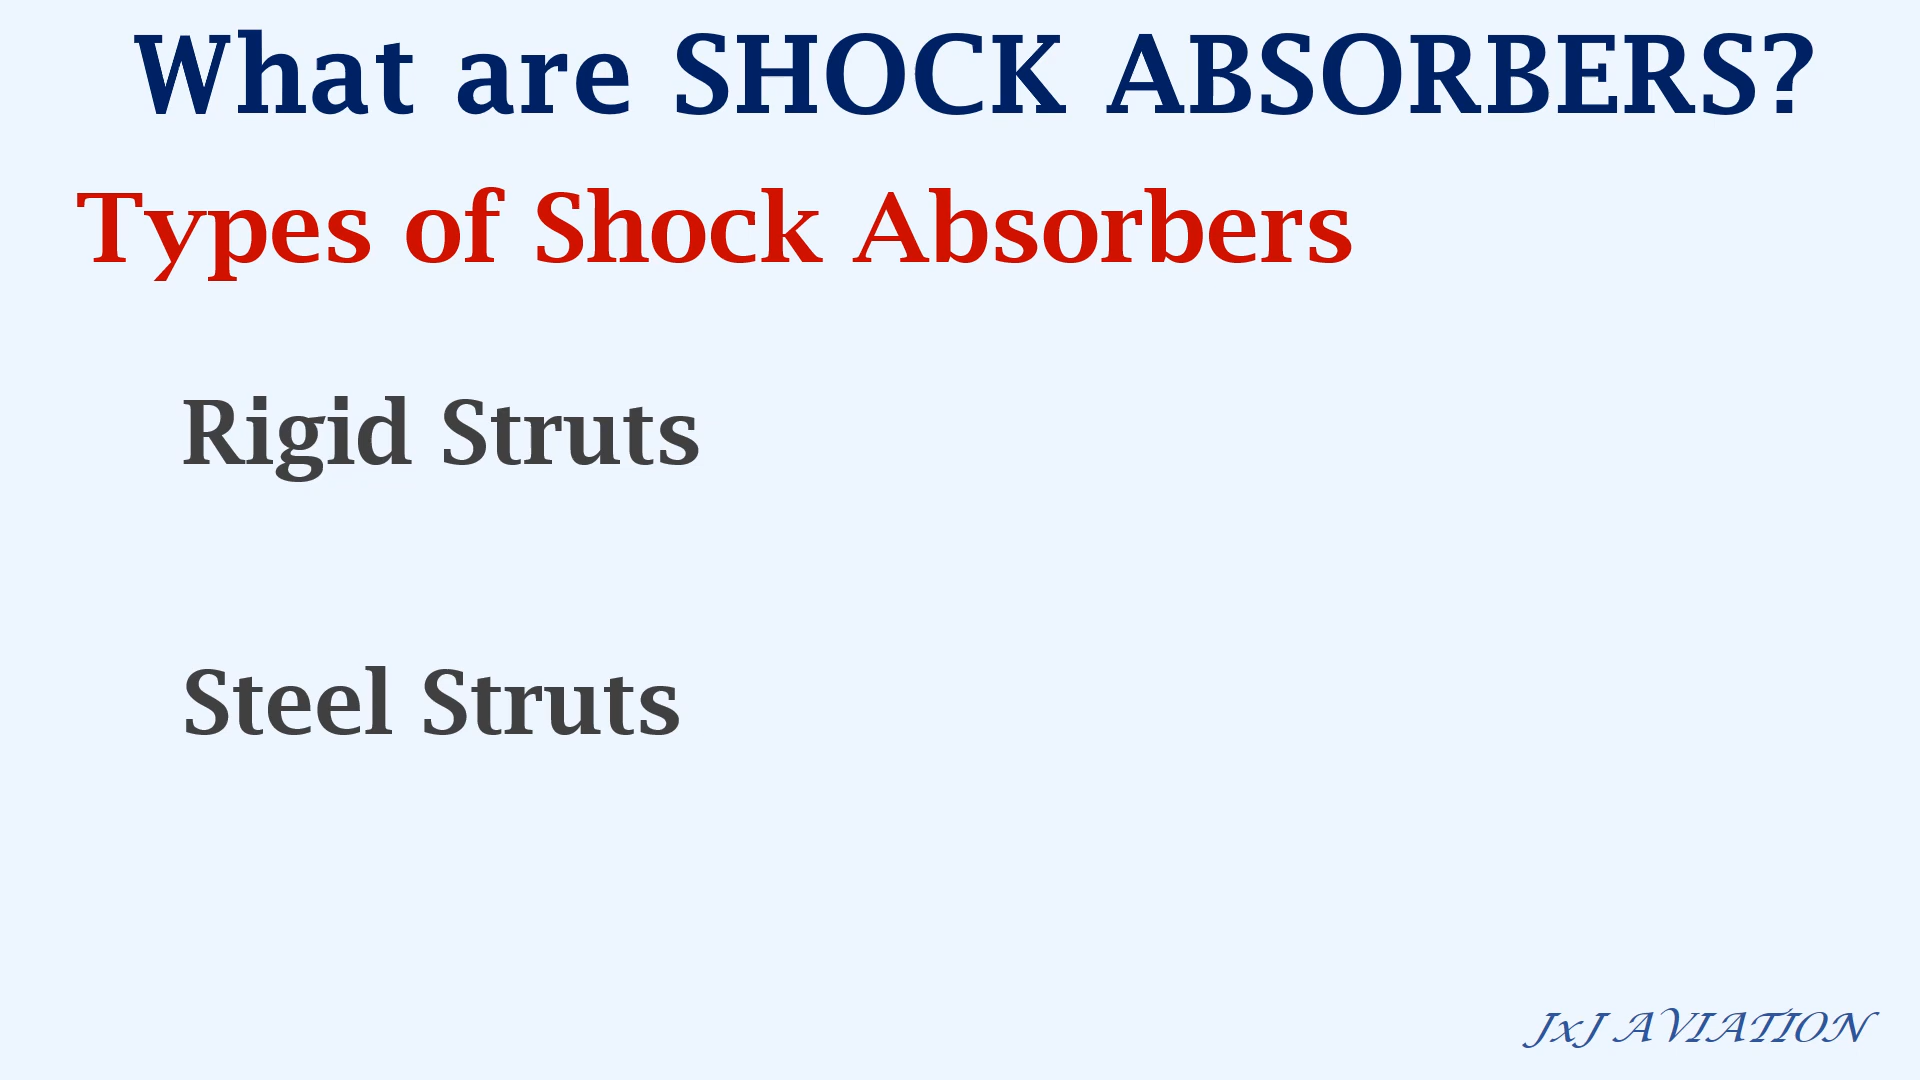 What are SHOCK ABSORBERS?
Types of Shock Absorbers
Rigid Struts
Steel Struts
JxJ AVIATION